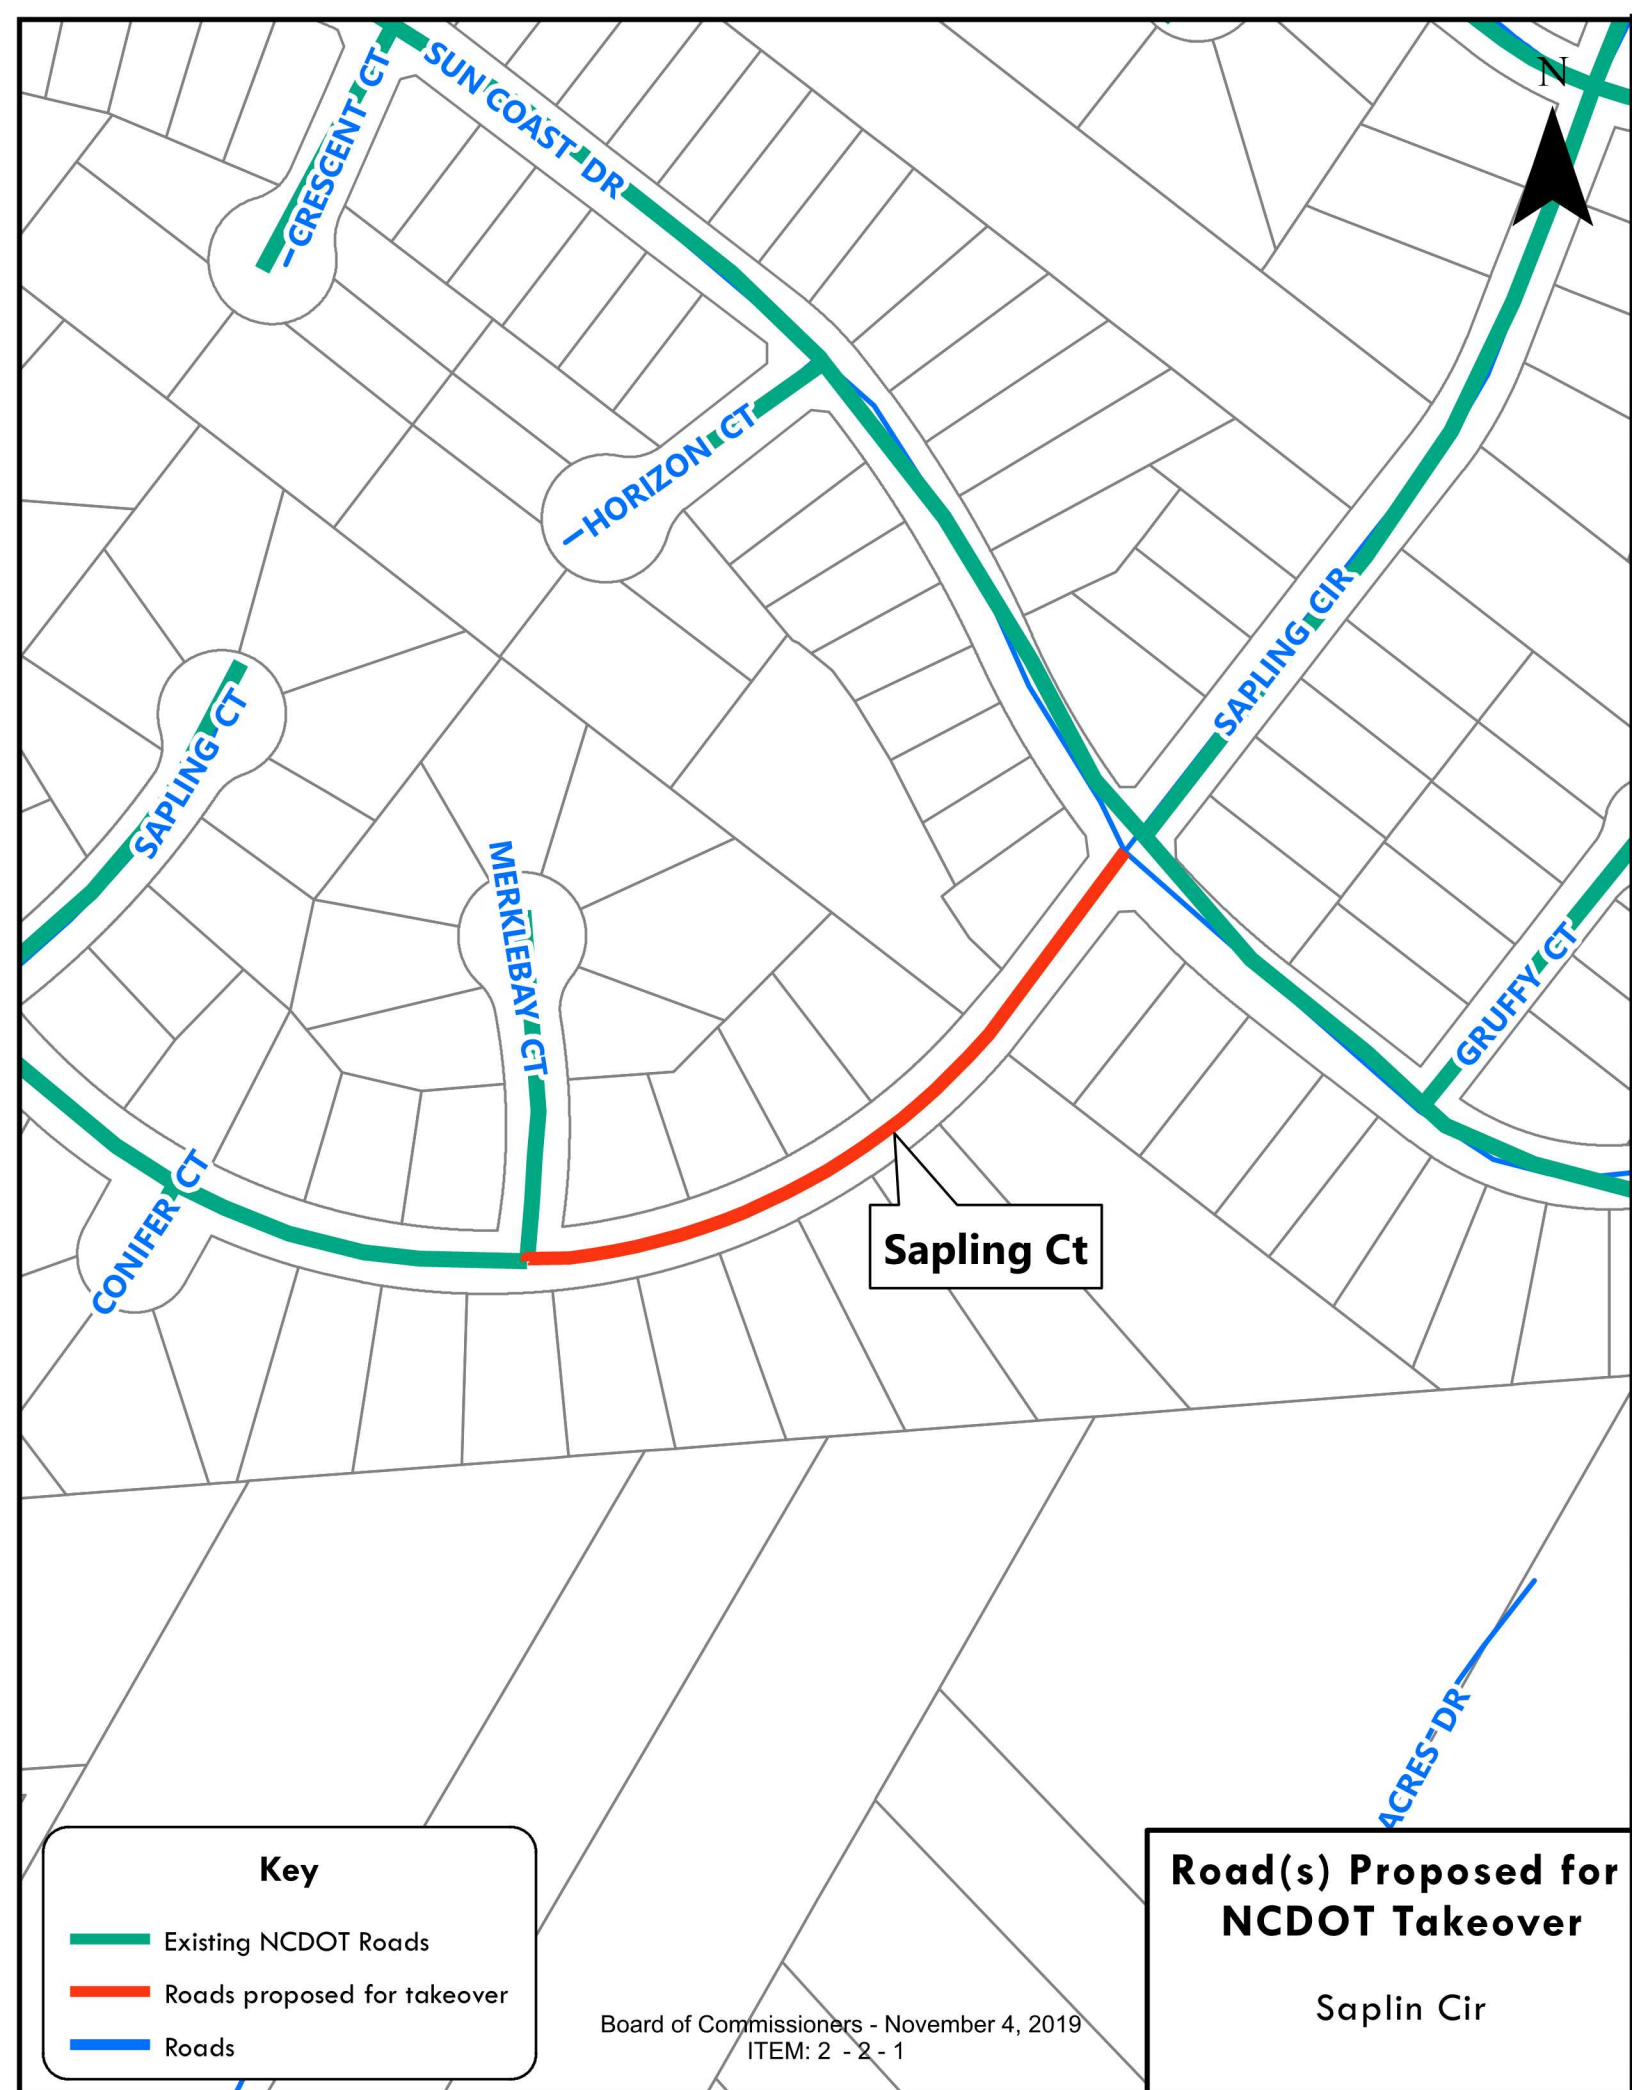 N
SUN COAST DR
CRESCENT CT
HORIZON CT
SAPLING CIR
SAPLING CT
MERKLEBAY CT
GRUFFY CT
CONIFER CT
Sapling Ct
ACRES DR
Key
Existing NCDOT Roads
Roads proposed for takeover
Roads
Road(s) Proposed for
NCDOT Takeover
Saplin Cir
Board of Commissioners - November 4, 2019
ITEM: 2 - 2 - 1